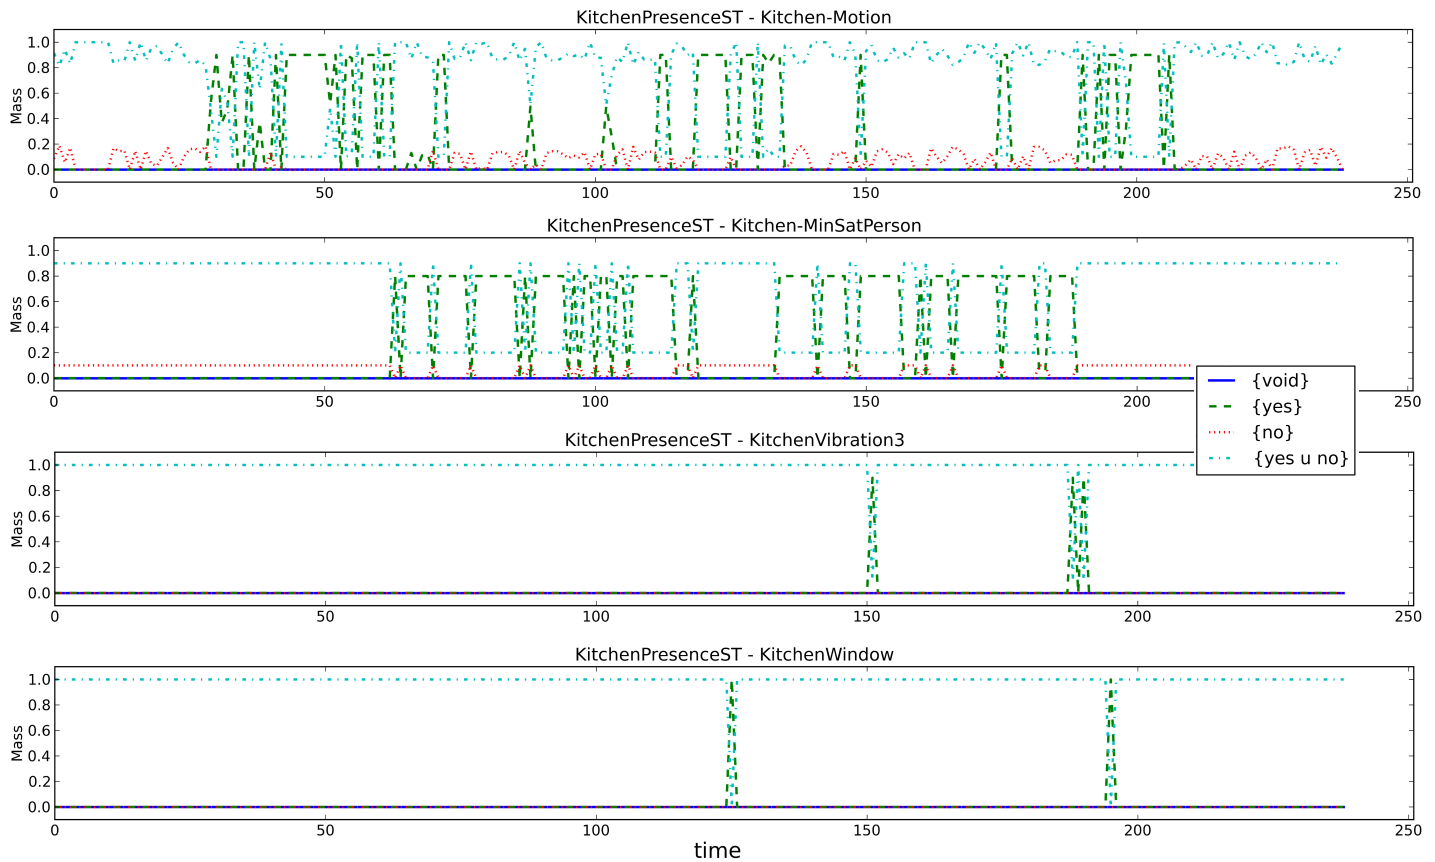 KitchenPresenceST - Kitchen-Motion
Mass
1.0
0.8
0.6
0.4
0.2
0.0
0 50 100 150 200 250
KitchenPresenceST - Kitchen-MinSatPerson
Mass
1.0
0.8
0.6
0.4
0.2
0.0
0 50 100 150 200 250
{void}
{yes}
{no}
{yes u no}
KitchenPresenceST - KitchenVibration3
Mass
1.0
0.8
0.6
0.4
0.2
0.0
0 50 100 150 200 250
KitchenPresenceST - KitchenWindow
Mass
1.0
0.8
0.6
0.4
0.2
0.0
0 50 100 150 200 250
time